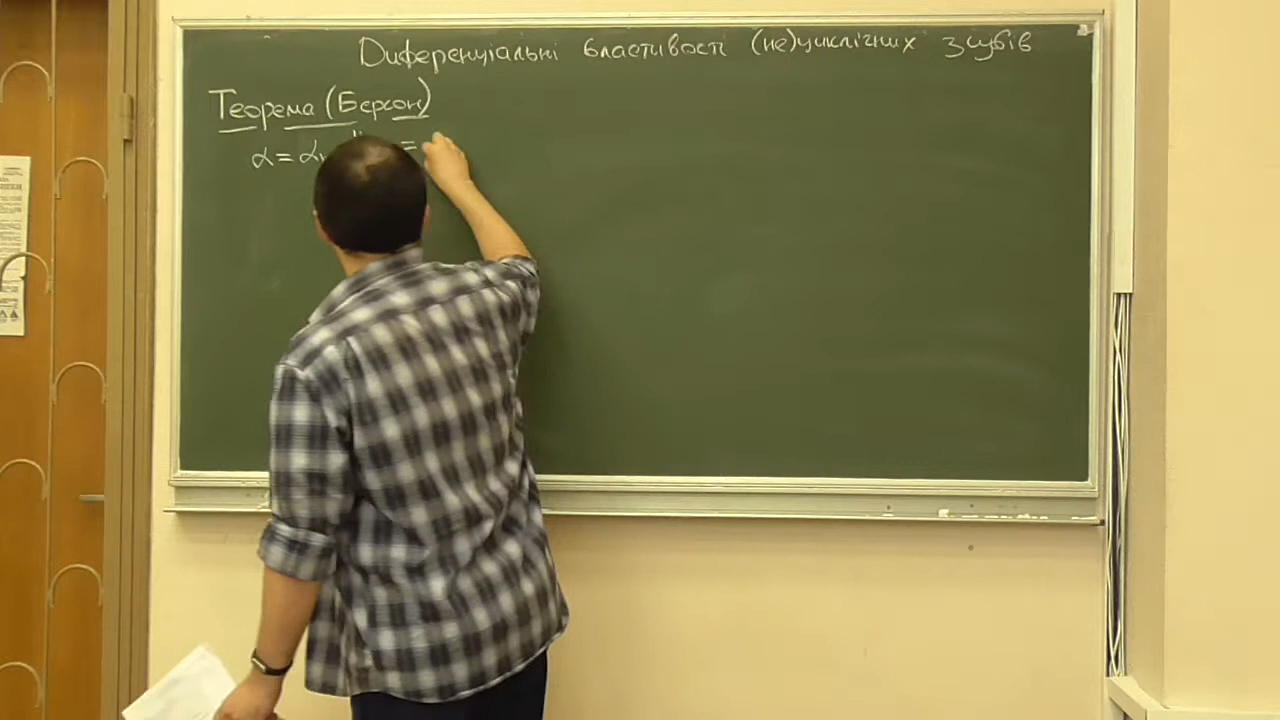 Диференціальні властивості (не)циклічних зсувів
Теорема (Берсон)
α = α
=